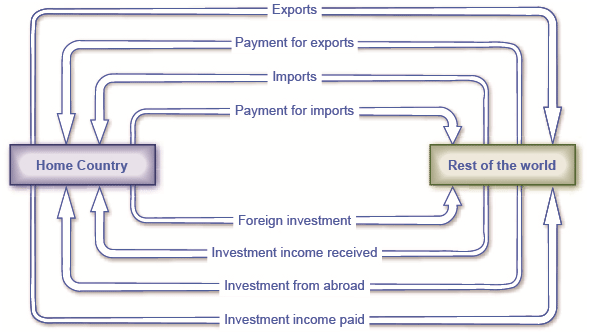 Exports
Payment for exports
Imports
Payment for imports
Home Country
Rest of the world
Foreign investment
Investment income received
Investment from abroad
Investment income paid